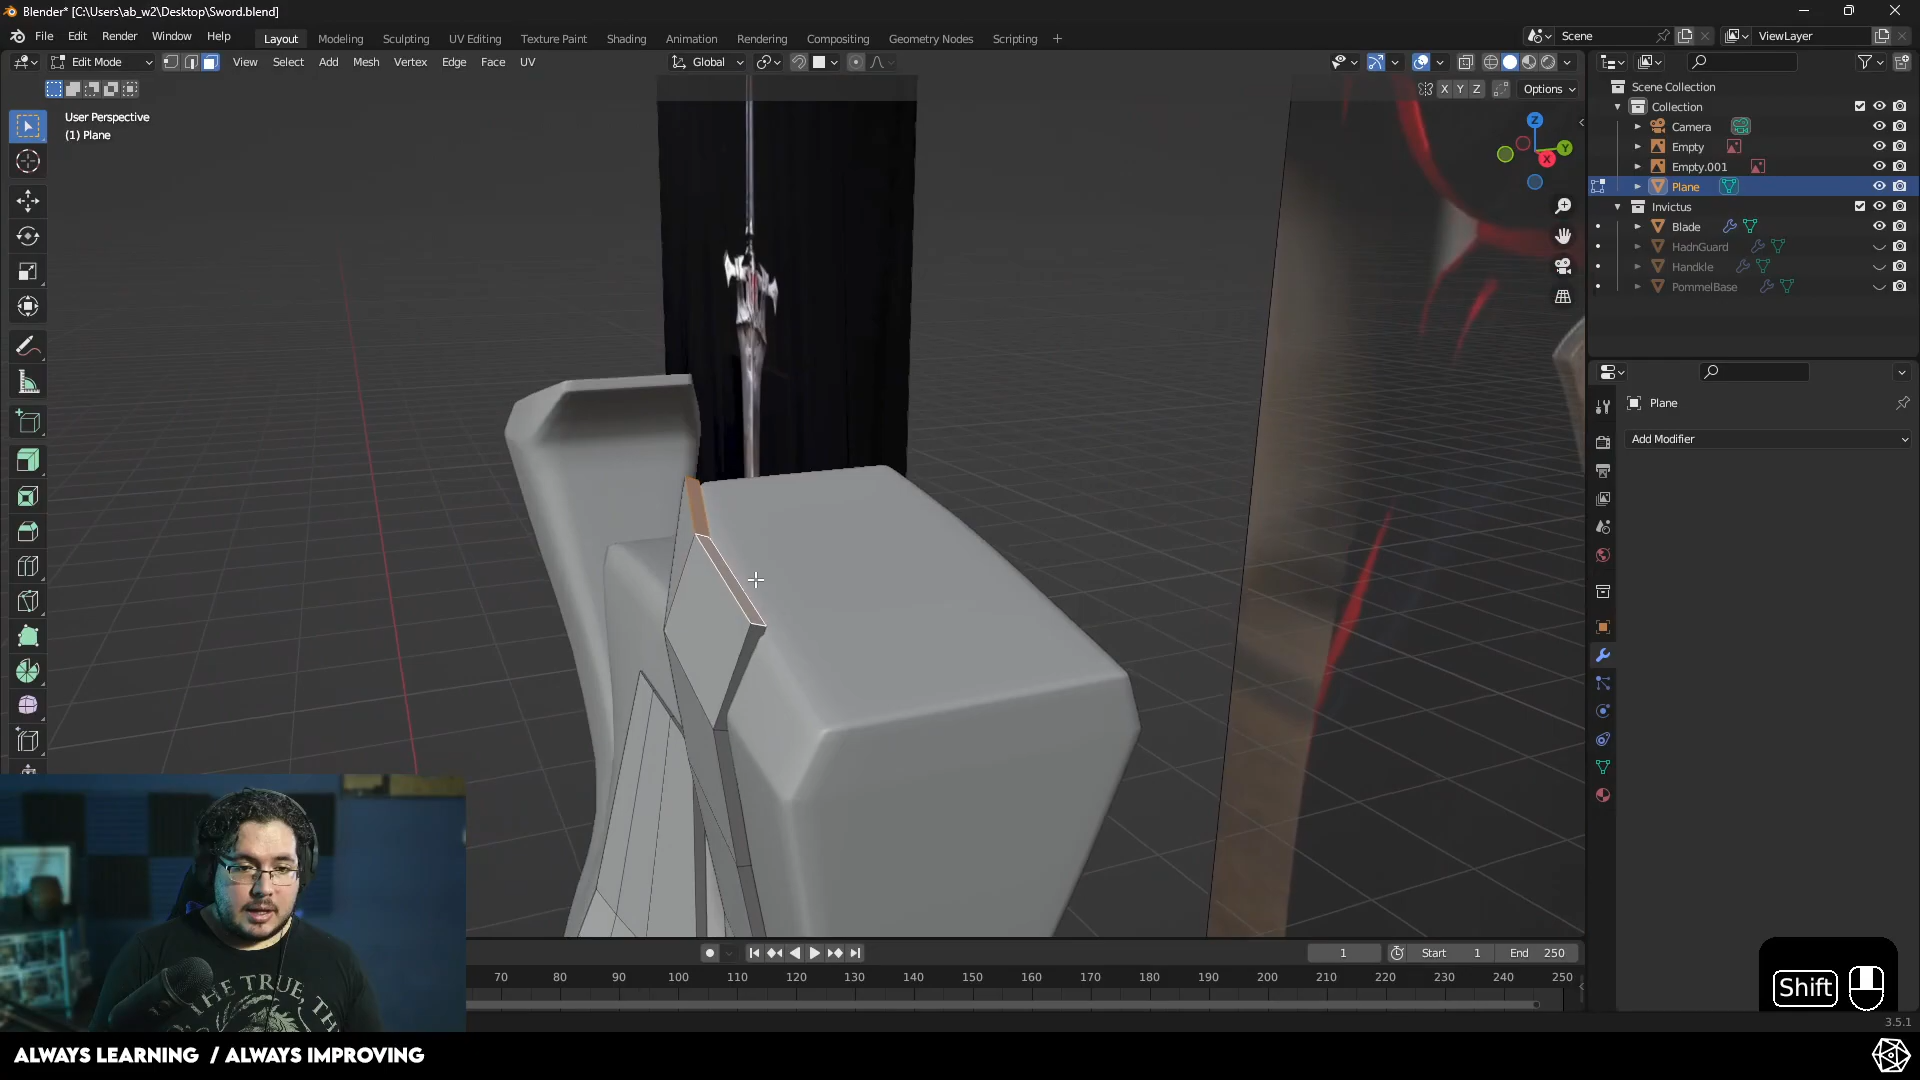 Blender* [C:\Users\ab_w2\Desktop\Sword.blend]
File Edit Render Window Help Layout Modeling Sculpting UV Editing Texture Paint Shading Animation Rendering Compositing Geometry Nodes Scripting + Scene ViewLayer
Edit Mode View Select Add Mesh Vertex Edge Face UV Global
X Y Z Options
User Perspective
(1) Plane
Z
Y
X
Scene Collection
Collection
Camera
Empty
Empty.001
Plane
Invictus
Blade
HadnGuard
Handkle
PommelBase
Plane
Add Modifier
1 Start 1 End 250
70 80 90 100 110 120 130 140 150 160 170 180 190 200 210 220 230 240 250
Shift
3.5.1
THE TRUE, TH
ALWAYS LEARNING / ALWAYS IMPROVING